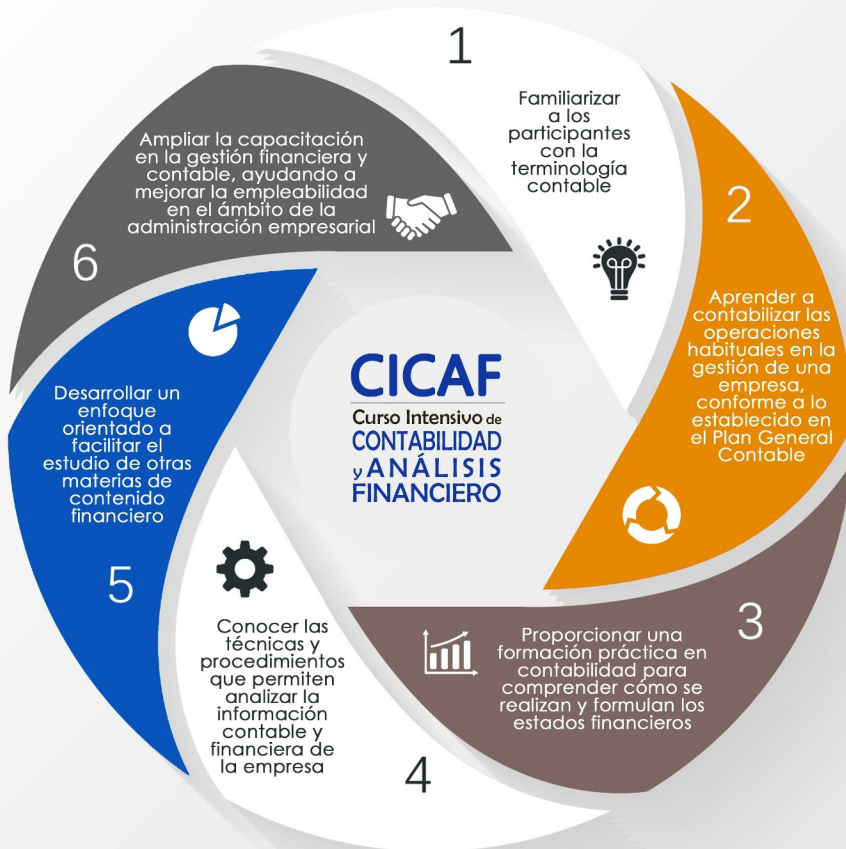 1
Familiarizar
a los
participantes
con la
terminología
contable
2
Aprender a
contabilizar las
operaciones
habituales en la
gestión de una
empresa,
conforme a lo
establecido en
el Plan General
Contable
3
Proporcionar una
formación práctica en
contabilidad para
comprender cómo se
realizan y formulan los
estados financieros
4
Conocer las
técnicas y
procedimientos
que permiten
analizar la
información
contable y
financiera de
la empresa
5
Desarrollar un
enfoque
orientado a
facilitar el
estudio de otras
materias de
contenido
financiero
6
Ampliar la capacitación
en la gestión financiera y
contable, ayudando a
mejorar la empleabilidad
en el ámbito de la
administración empresarial
CICAF
Curso Intensivo de
CONTABILIDAD
y ANÁLISIS
FINANCIERO